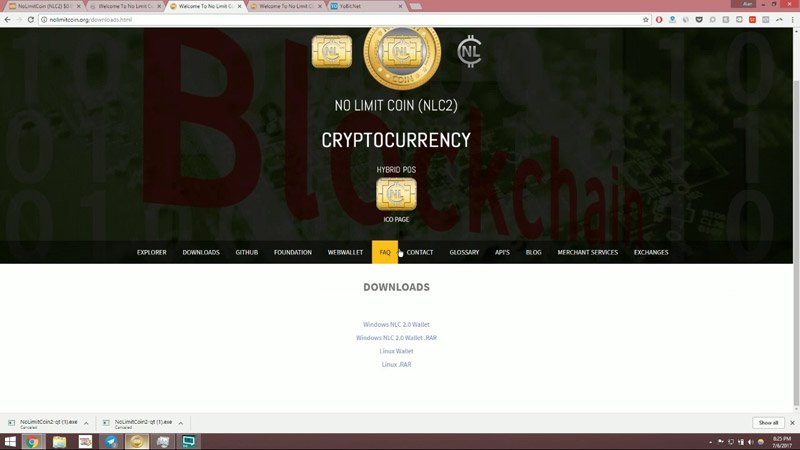 NoLimitCoin (NLC2) $0.
Welcome To No Limit C
Welcome To No Limit C
Welcome To No Limit C
YoBit.Net
Alan
nolimitcoin.org/downloads.html
NL
COIN
NO LIMIT COIN (NLC2)
CRYPTOCURRENCY
HYBRID POS
ICO PAGE
Blockchain
EXPLORER DOWNLOADS GITHUB FOUNDATION WEBWALLET FAQ CONTACT GLOSSARY API'S BLOG MERCHANT SERVICES EXCHANGES
DOWNLOADS
Windows NLC 2.0 Wallet
Windows NLC 2.0 Wallet .RAR
Linux Wallet
Linux .RAR
NoLimitCoin2-qt (1).exe
Canceled
NoLimitCoin2-qt (1).exe
Canceled
Show all
8:25 PM
7/6/2017